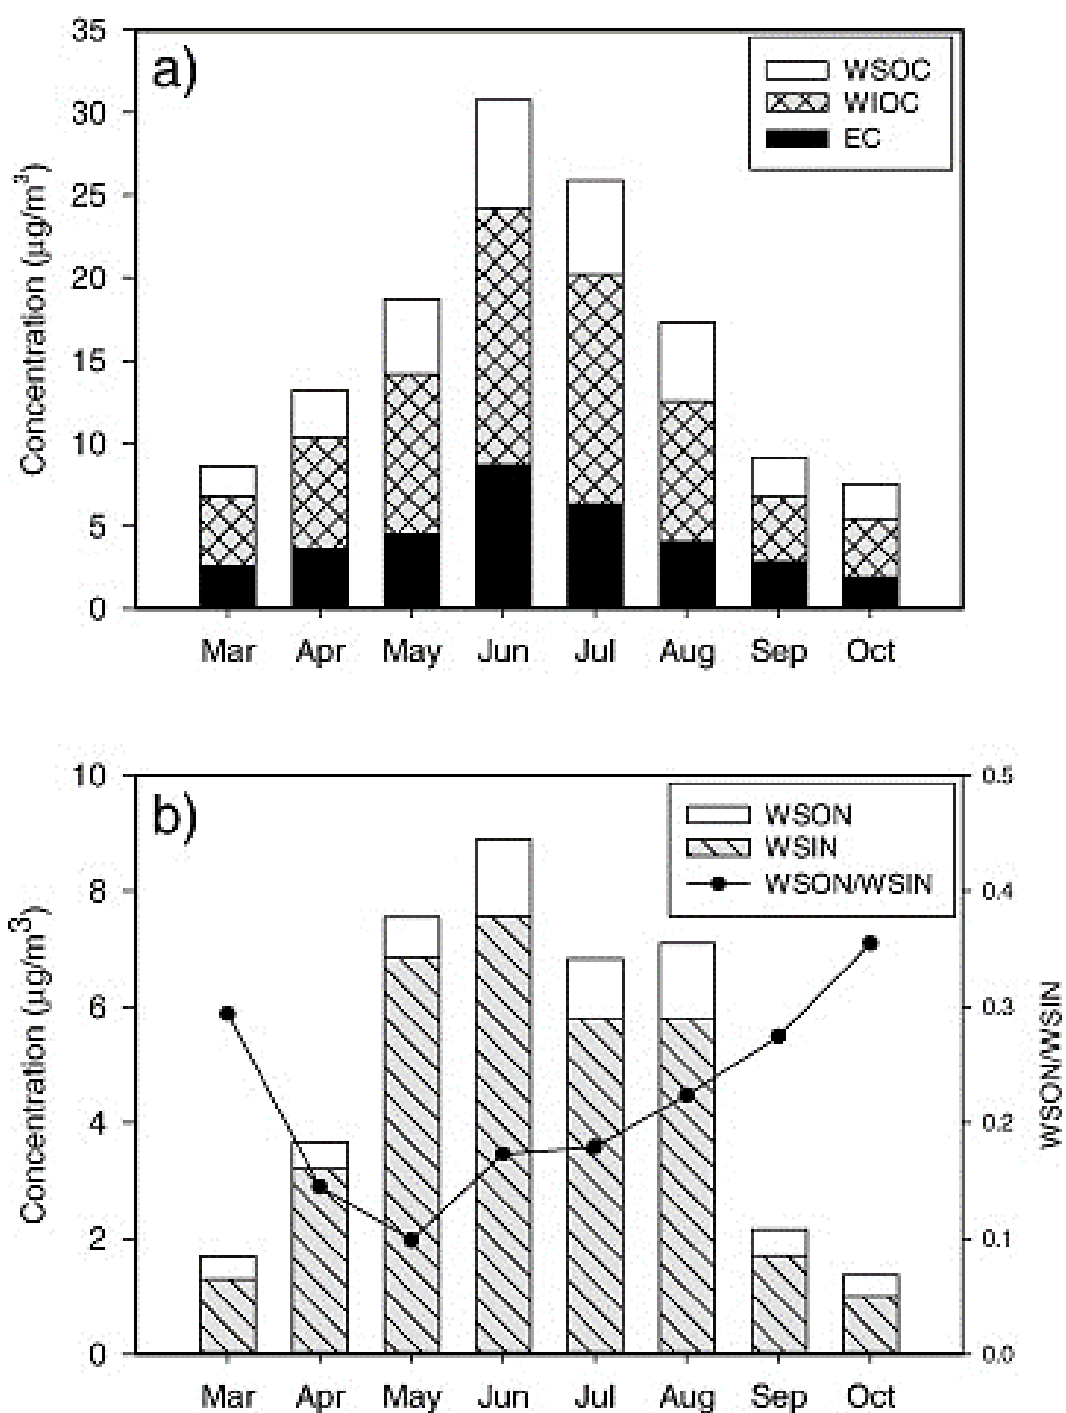 a)
WSOC
WIOC
EC
Concentration (μg/m³)
35
30
25
20
15
10
5
0
Mar Apr May Jun Jul Aug Sep Oct
b)
WSON
WSIN
WSON/WSIN
Concentration (μg/m³)
10
8
6
4
2
0
0.5
0.4
0.3
0.2
0.1
0.0
WSON/WSIN
Mar Apr May Jun Jul Aug Sep Oct